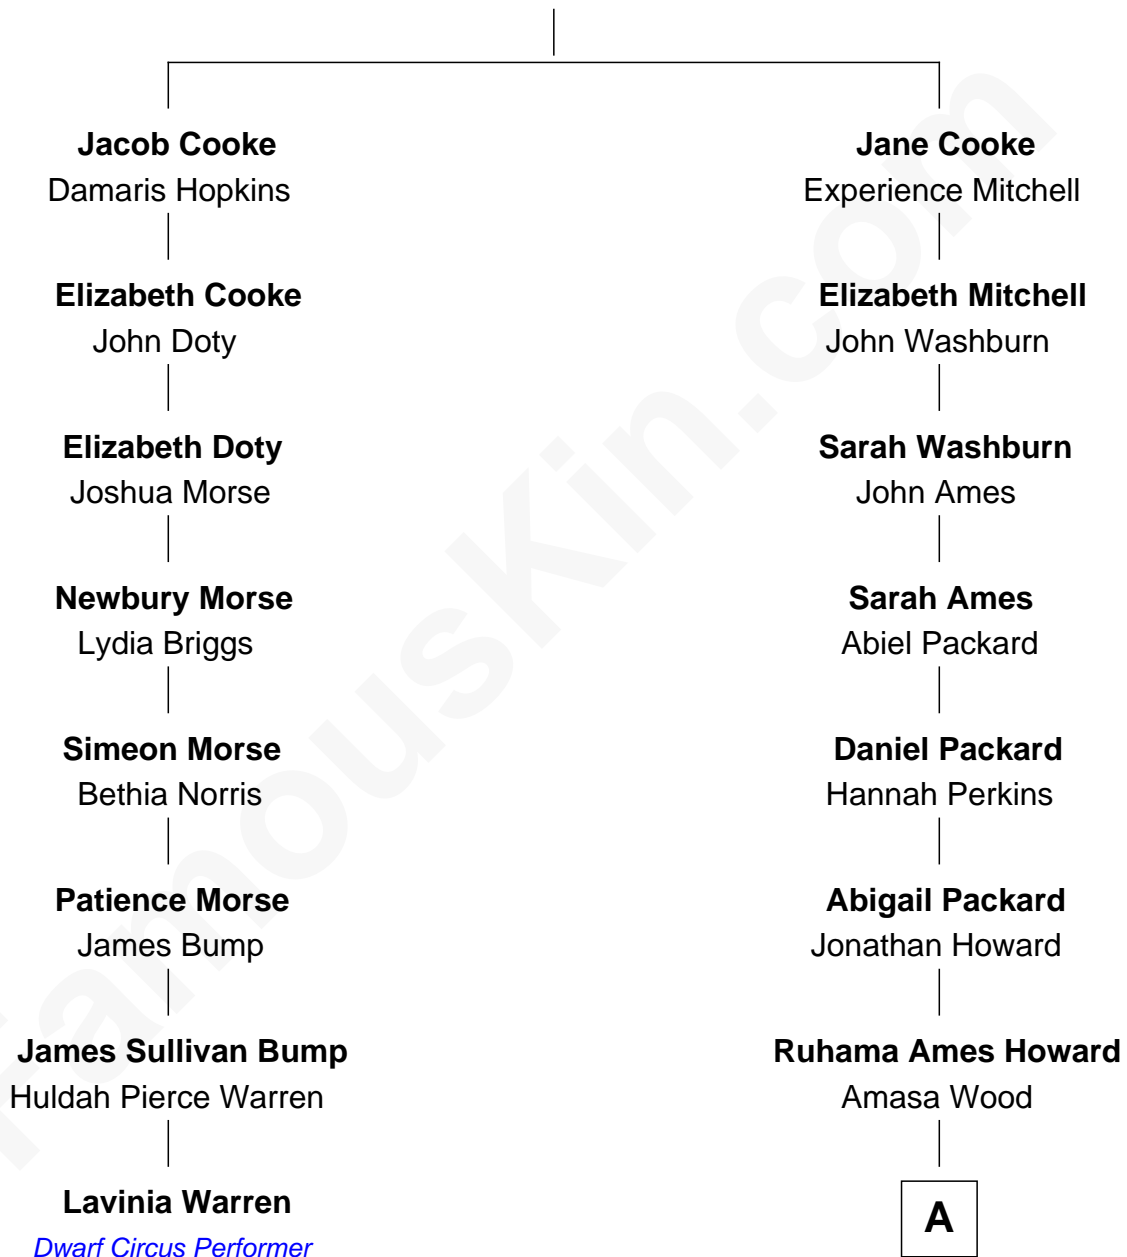 Jacob Cooke
Damaris Hopkins
Elizabeth Cooke
John Doty
Elizabeth Doty
Joshua Morse
Newbury Morse
Lydia Briggs
Simeon Morse
Bethia Norris
Patience Morse
James Bump
James Sullivan Bump
Huldah Pierce Warren
Lavinia Warren
Dwarf Circus Performer
Jane Cooke
Experience Mitchell
Elizabeth Mitchell
John Washburn
Sarah Washburn
John Ames
Sarah Ames
Abiel Packard
Daniel Packard
Hannah Perkins
Abigail Packard
Jonathan Howard
Ruhama Ames Howard
Amasa Wood
A
FamousKin.com